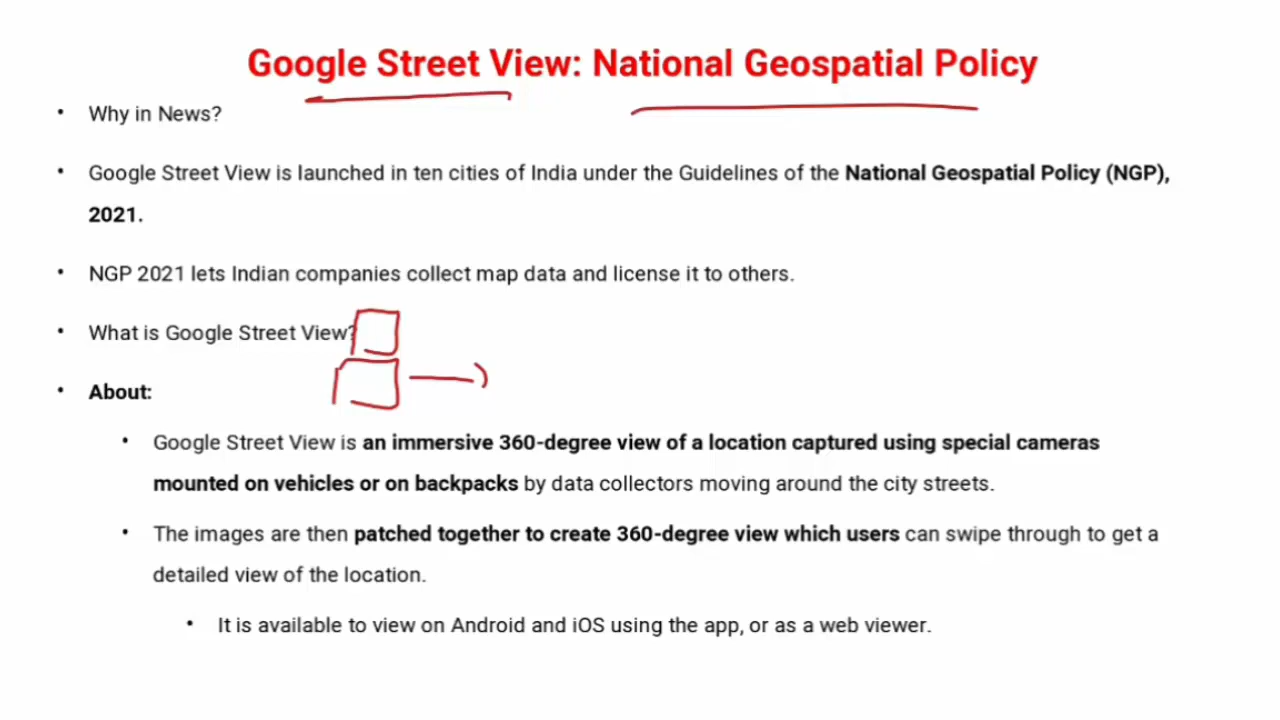 Google Street View: National Geospatial Policy
• Why in News?
• Google Street View is launched in ten cities of India under the Guidelines of the National Geospatial Policy (NGP),
2021.
• NGP 2021 lets Indian companies collect map data and license it to others.
• What is Google Street View?
• About:
• Google Street View is an immersive 360-degree view of a location captured using special cameras
mounted on vehicles or on backpacks by data collectors moving around the city streets.
• The images are then patched together to create 360-degree view which users can swipe through to get a
detailed view of the location.
• It is available to view on Android and iOS using the app, or as a web viewer.